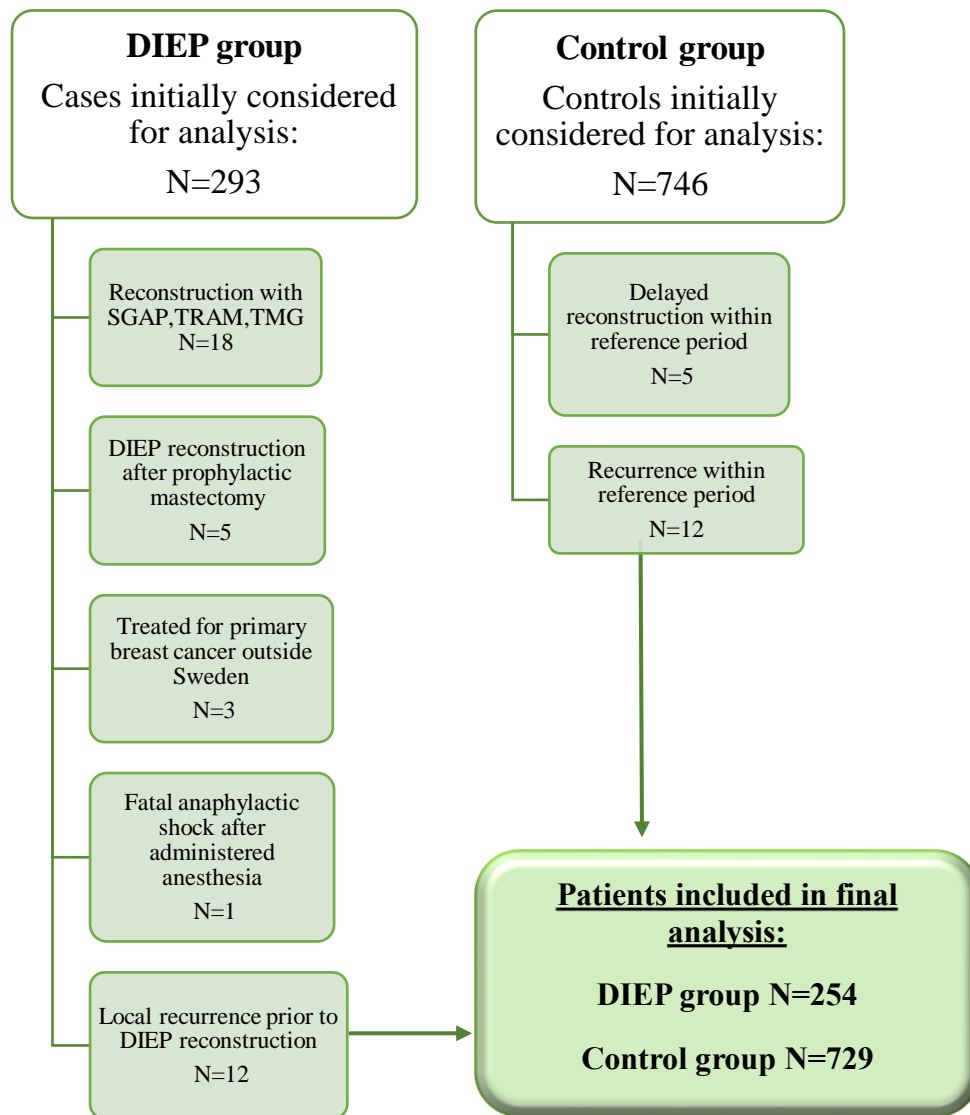 DIEP group
Cases initially considered
for analysis:
N=293
Reconstruction with
SGAP,TRAM,TMG
N=18
DIEP reconstruction
after prophylactic
mastectomy
N=5
Treated for primary
breast cancer outside
Sweden
N=3
Fatal anaphylactic
shock after
administered
anesthesia
N=1
Local recurrence prior to
DIEP reconstruction
N=12
Control group
Controls initially
considered for analysis:
N=746
Delayed
reconstruction within
reference period
N=5
Recurrence within
reference period
N=12
Patients included in final
analysis:
DIEP group N=254
Control group N=729